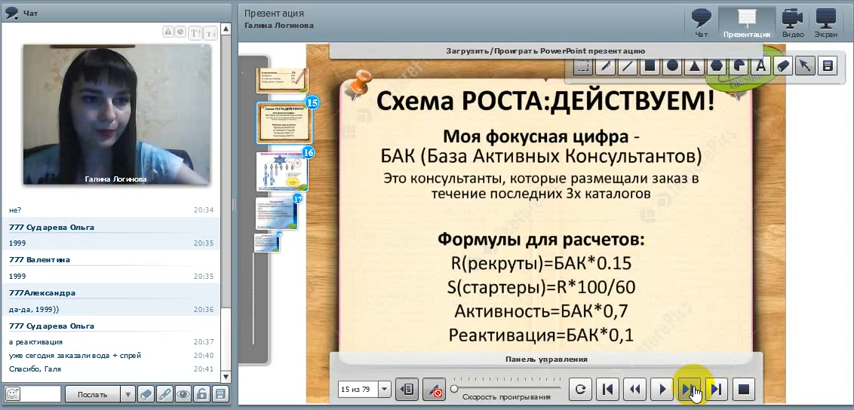 Чат
Галина Логинова
не? 20:34
777 Сударева Ольга
1999 20:35
777 Валентина
1999 20:35
777Александра
да-да, 1999)) 20:36
777 Сударева Ольга
а реактивация 20:37
уже сегодня заказали вода + спрей 20:40
Спасибо, Галя 20:41
Послать
Презентация
Галина Логинова
Чат
Презентация
Видео
Экран
Загрузить/Проиграть PowerPoint презентацию
15
16
17
Схема РОСТА:ДЕЙСТВУЕМ!
Моя фокусная цифра -
БАК (База Активных Консультантов)
Это консультанты, которые размещали заказ в
течение последних 3х каталогов
Формулы для расчетов:
R(рекруты)=БАК*0.15
S(стартеры)=R*100/60
Активность=БАК*0,7
Реактивация=БАК*0,1
Панель управления
15 из 79
Скорость проигрывания